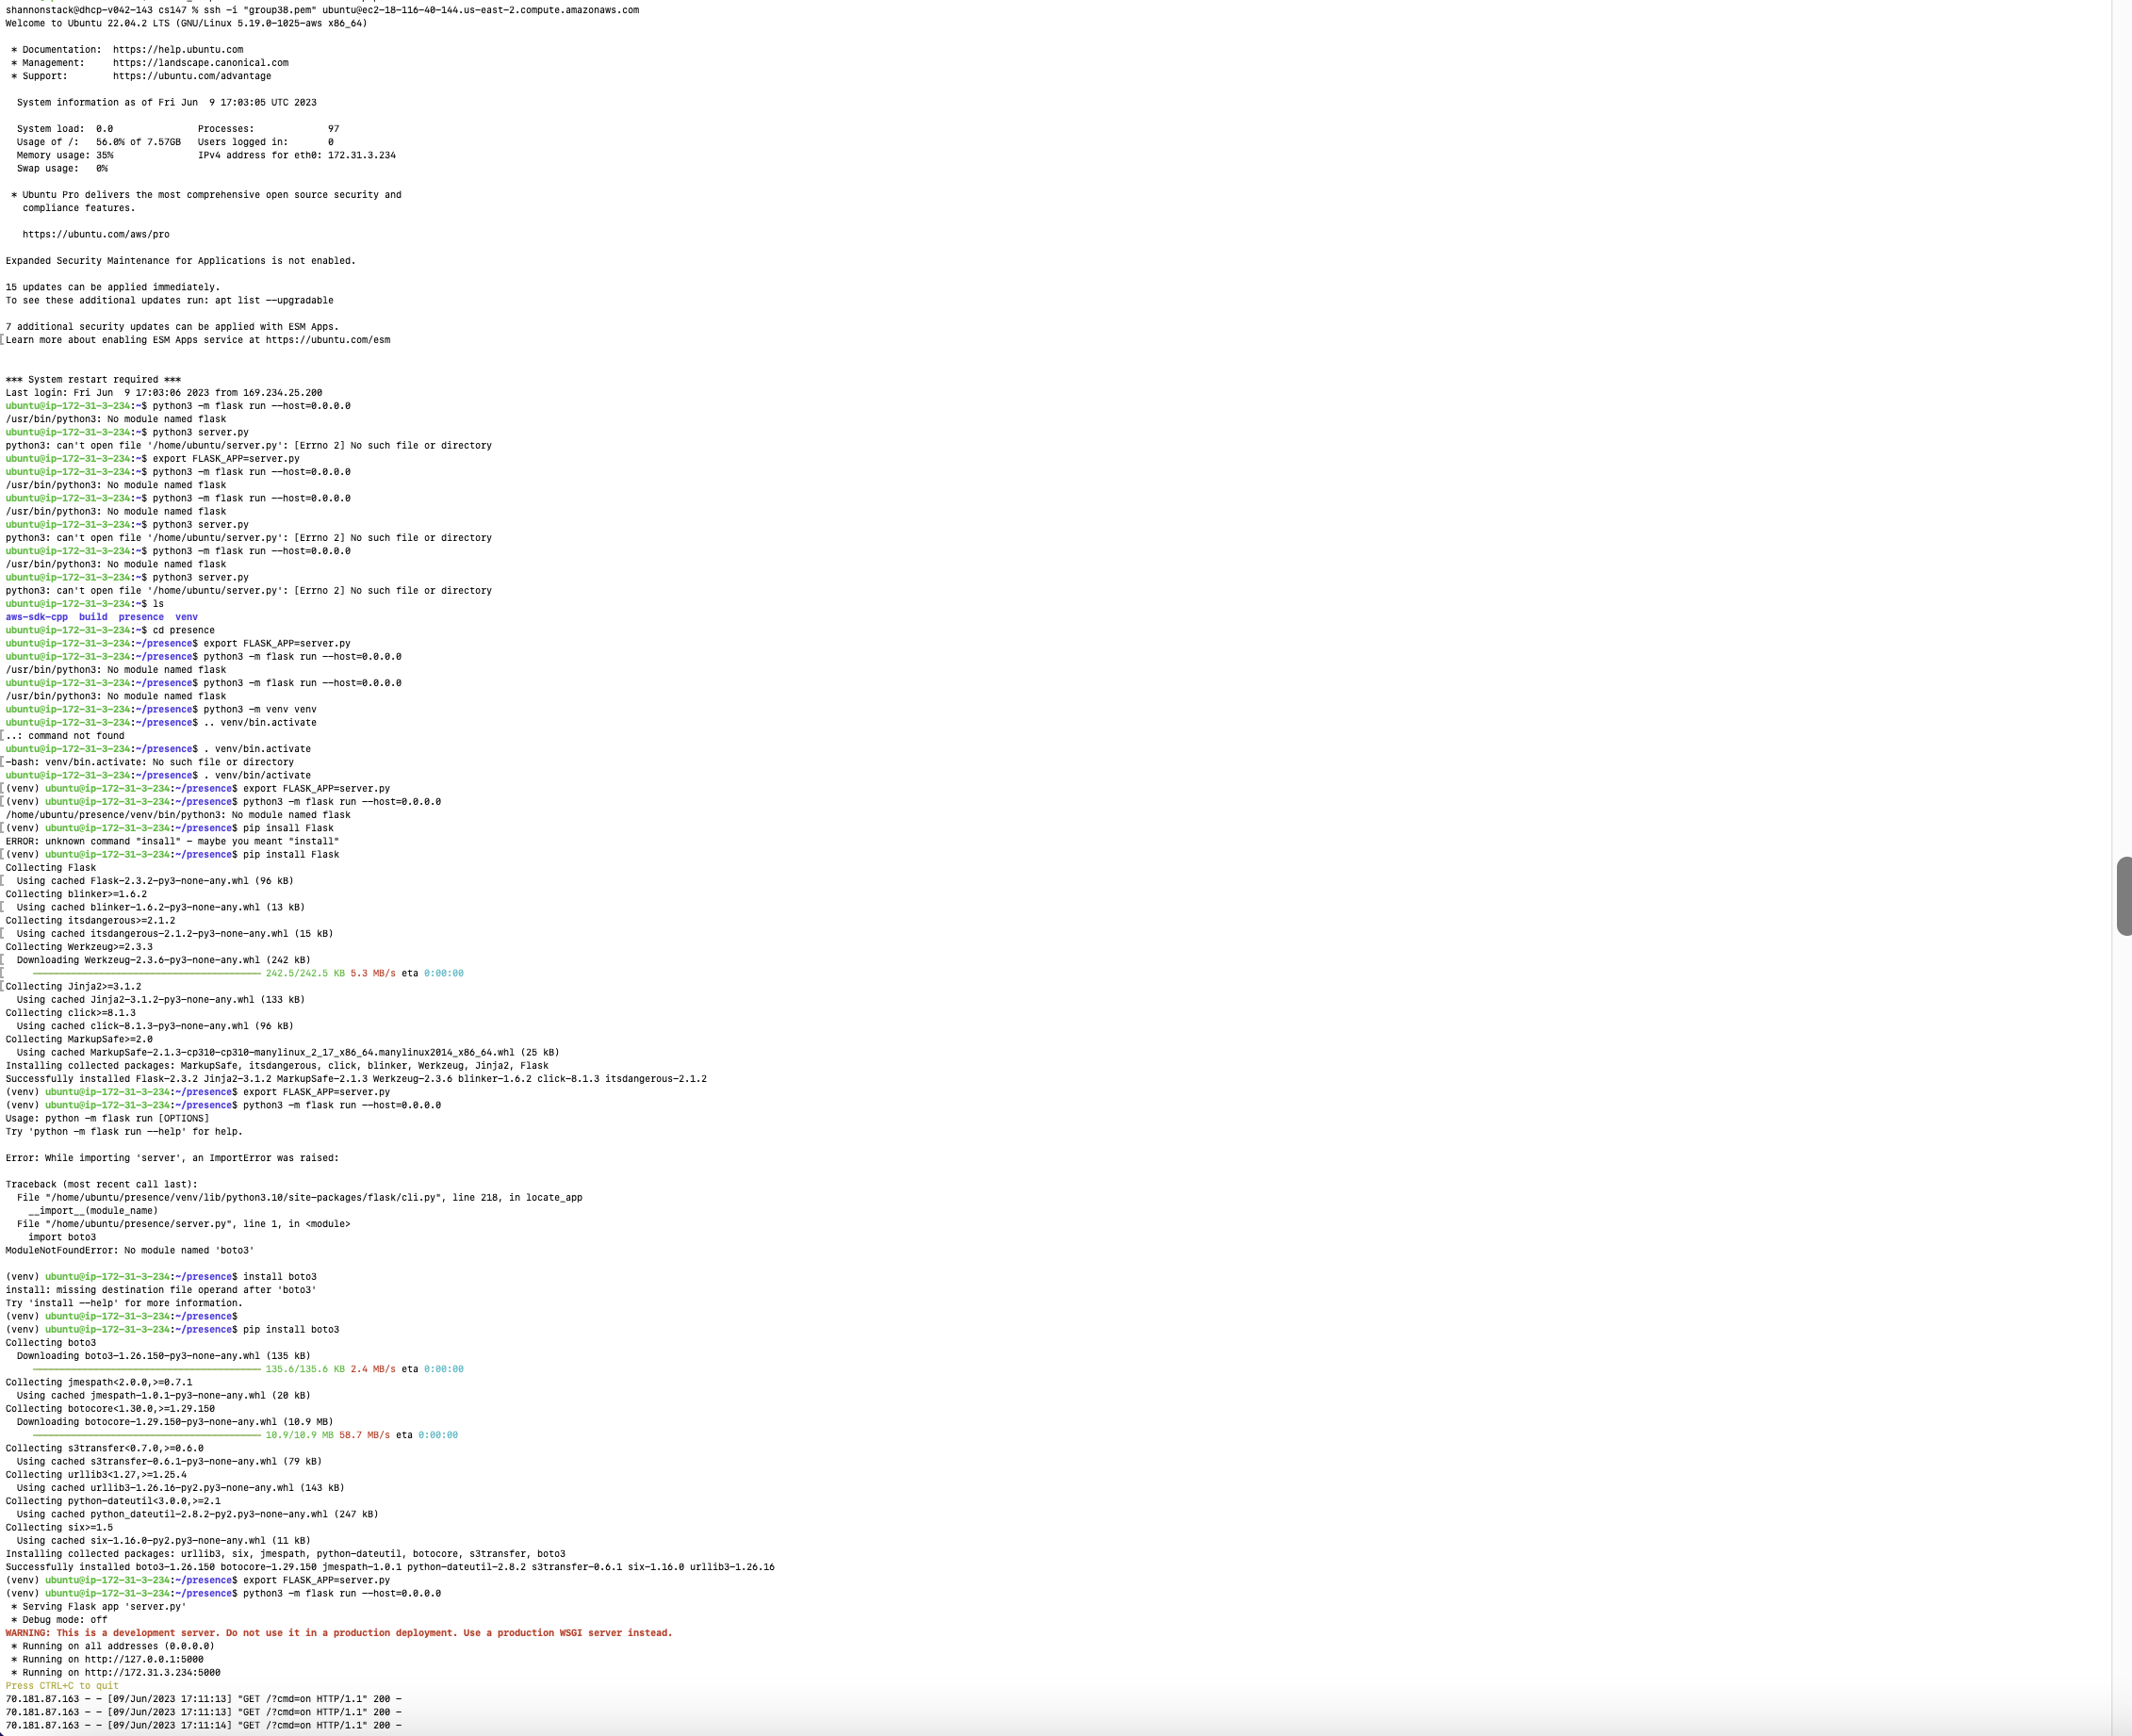 shannonstack@dhcp-v042-143 cs147 % ssh -i "group38.pem" ubuntu@ec2-18-116-40-144.us-east-2.compute.amazonaws.com
Welcome to Ubuntu 22.04.2 LTS (GNU/Linux 5.19.0-1025-aws x86_64)
* Documentation:  https://help.ubuntu.com
* Management:     https://landscape.canonical.com
* Support:        https://ubuntu.com/advantage
System information as of Fri Jun  9 17:03:05 UTC 2023
System load:  0.0               Processes:             97
Usage of /:   56.0% of 7.57GB   Users logged in:       0
Memory usage: 35%               IPv4 address for eth0: 172.31.3.234
Swap usage:   0%
* Ubuntu Pro delivers the most comprehensive open source security and
compliance features.
https://ubuntu.com/aws/pro
Expanded Security Maintenance for Applications is not enabled.
15 updates can be applied immediately.
To see these additional updates run: apt list --upgradable
7 additional security updates can be applied with ESM Apps.
[Learn more about enabling ESM Apps service at https://ubuntu.com/esm
*** System restart required ***
Last login: Fri Jun  9 17:03:06 2023 from 169.234.25.200
ubuntu@ip-172-31-3-234:~$ python3 -m flask run --host=0.0.0.0
/usr/bin/python3: No module named flask
ubuntu@ip-172-31-3-234:~$ python3 server.py
python3: can't open file '/home/ubuntu/server.py': [Errno 2] No such file or directory
ubuntu@ip-172-31-3-234:~$ export FLASK_APP=server.py
ubuntu@ip-172-31-3-234:~$ python3 -m flask run --host=0.0.0.0
/usr/bin/python3: No module named flask
ubuntu@ip-172-31-3-234:~$ python3 -m flask run --host=0.0.0.0
/usr/bin/python3: No module named flask
ubuntu@ip-172-31-3-234:~$ python3 server.py
python3: can't open file '/home/ubuntu/server.py': [Errno 2] No such file or directory
ubuntu@ip-172-31-3-234:~$ python3 -m flask run --host=0.0.0.0
/usr/bin/python3: No module named flask
ubuntu@ip-172-31-3-234:~$ python3 server.py
python3: can't open file '/home/ubuntu/server.py': [Errno 2] No such file or directory
ubuntu@ip-172-31-3-234:~$ ls
aws-sdk-cpp  build  presence  venv
ubuntu@ip-172-31-3-234:~$ cd presence
ubuntu@ip-172-31-3-234:~/presence$ export FLASK_APP=server.py
ubuntu@ip-172-31-3-234:~/presence$ python3 -m flask run --host=0.0.0.0
/usr/bin/python3: No module named flask
ubuntu@ip-172-31-3-234:~/presence$ python3 -m flask run --host=0.0.0.0
/usr/bin/python3: No module named flask
ubuntu@ip-172-31-3-234:~/presence$ python3 -m venv venv
ubuntu@ip-172-31-3-234:~/presence$ .. venv/bin.activate
[..: command not found
ubuntu@ip-172-31-3-234:~/presence$ . venv/bin.activate
[-bash: venv/bin.activate: No such file or directory
ubuntu@ip-172-31-3-234:~/presence$ . venv/bin/activate
[(venv) ubuntu@ip-172-31-3-234:~/presence$ export FLASK_APP=server.py
[(venv) ubuntu@ip-172-31-3-234:~/presence$ python3 -m flask run --host=0.0.0.0
/home/ubuntu/presence/venv/bin/python3: No module named flask
[(venv) ubuntu@ip-172-31-3-234:~/presence$ pip insall Flask
ERROR: unknown command "insall" - maybe you meant "install"
[(venv) ubuntu@ip-172-31-3-234:~/presence$ pip install Flask
Collecting Flask
[  Using cached Flask-2.3.2-py3-none-any.whl (96 kB)
Collecting blinker>=1.6.2
[  Using cached blinker-1.6.2-py3-none-any.whl (13 kB)
Collecting itsdangerous>=2.1.2
[  Using cached itsdangerous-2.1.2-py3-none-any.whl (15 kB)
Collecting Werkzeug>=2.3.3
[  Downloading Werkzeug-2.3.6-py3-none-any.whl (242 kB)
[     242.5/242.5 KB 5.3 MB/s eta 0:00:00
[Collecting Jinja2>=3.1.2
Using cached Jinja2-3.1.2-py3-none-any.whl (133 kB)
Collecting click>=8.1.3
Using cached click-8.1.3-py3-none-any.whl (96 kB)
Collecting MarkupSafe>=2.0
Using cached MarkupSafe-2.1.3-cp310-cp310-manylinux_2_17_x86_64.manylinux2014_x86_64.whl (25 kB)
Installing collected packages: MarkupSafe, itsdangerous, click, blinker, Werkzeug, Jinja2, Flask
Successfully installed Flask-2.3.2 Jinja2-3.1.2 MarkupSafe-2.1.3 Werkzeug-2.3.6 blinker-1.6.2 click-8.1.3 itsdangerous-2.1.2
(venv) ubuntu@ip-172-31-3-234:~/presence$ export FLASK_APP=server.py
(venv) ubuntu@ip-172-31-3-234:~/presence$ python3 -m flask run --host=0.0.0.0
Usage: python -m flask run [OPTIONS]
Try 'python -m flask run --help' for help.
Error: While importing 'server', an ImportError was raised:
Traceback (most recent call last):
File "/home/ubuntu/presence/venv/lib/python3.10/site-packages/flask/cli.py", line 218, in locate_app
__import__(module_name)
File "/home/ubuntu/presence/server.py", line 1, in <module>
import boto3
ModuleNotFoundError: No module named 'boto3'
(venv) ubuntu@ip-172-31-3-234:~/presence$ install boto3
install: missing destination file operand after 'boto3'
Try 'install --help' for more information.
(venv) ubuntu@ip-172-31-3-234:~/presence$
(venv) ubuntu@ip-172-31-3-234:~/presence$ pip install boto3
Collecting boto3
Downloading boto3-1.26.150-py3-none-any.whl (135 kB)
135.6/135.6 KB 2.4 MB/s eta 0:00:00
Collecting jmespath<2.0.0,>=0.7.1
Using cached jmespath-1.0.1-py3-none-any.whl (20 kB)
Collecting botocore<1.30.0,>=1.29.150
Downloading botocore-1.29.150-py3-none-any.whl (10.9 MB)
10.9/10.9 MB 58.7 MB/s eta 0:00:00
Collecting s3transfer<0.7.0,>=0.6.0
Using cached s3transfer-0.6.1-py3-none-any.whl (79 kB)
Collecting urllib3<1.27,>=1.25.4
Using cached urllib3-1.26.16-py2.py3-none-any.whl (143 kB)
Collecting python-dateutil<3.0.0,>=2.1
Using cached python_dateutil-2.8.2-py2.py3-none-any.whl (247 kB)
Collecting six>=1.5
Using cached six-1.16.0-py2.py3-none-any.whl (11 kB)
Installing collected packages: urllib3, six, jmespath, python-dateutil, botocore, s3transfer, boto3
Successfully installed boto3-1.26.150 botocore-1.29.150 jmespath-1.0.1 python-dateutil-2.8.2 s3transfer-0.6.1 six-1.16.0 urllib3-1.26.16
(venv) ubuntu@ip-172-31-3-234:~/presence$ export FLASK_APP=server.py
(venv) ubuntu@ip-172-31-3-234:~/presence$ python3 -m flask run --host=0.0.0.0
* Serving Flask app 'server.py'
* Debug mode: off
WARNING: This is a development server. Do not use it in a production deployment. Use a production WSGI server instead.
* Running on all addresses (0.0.0.0)
* Running on http://127.0.0.1:5000
* Running on http://172.31.3.234:5000
Press CTRL+C to quit
70.181.87.163 - - [09/Jun/2023 17:11:13] "GET /?cmd=on HTTP/1.1" 200 -
70.181.87.163 - - [09/Jun/2023 17:11:13] "GET /?cmd=on HTTP/1.1" 200 -
70.181.87.163 - - [09/Jun/2023 17:11:14] "GET /?cmd=on HTTP/1.1" 200 -